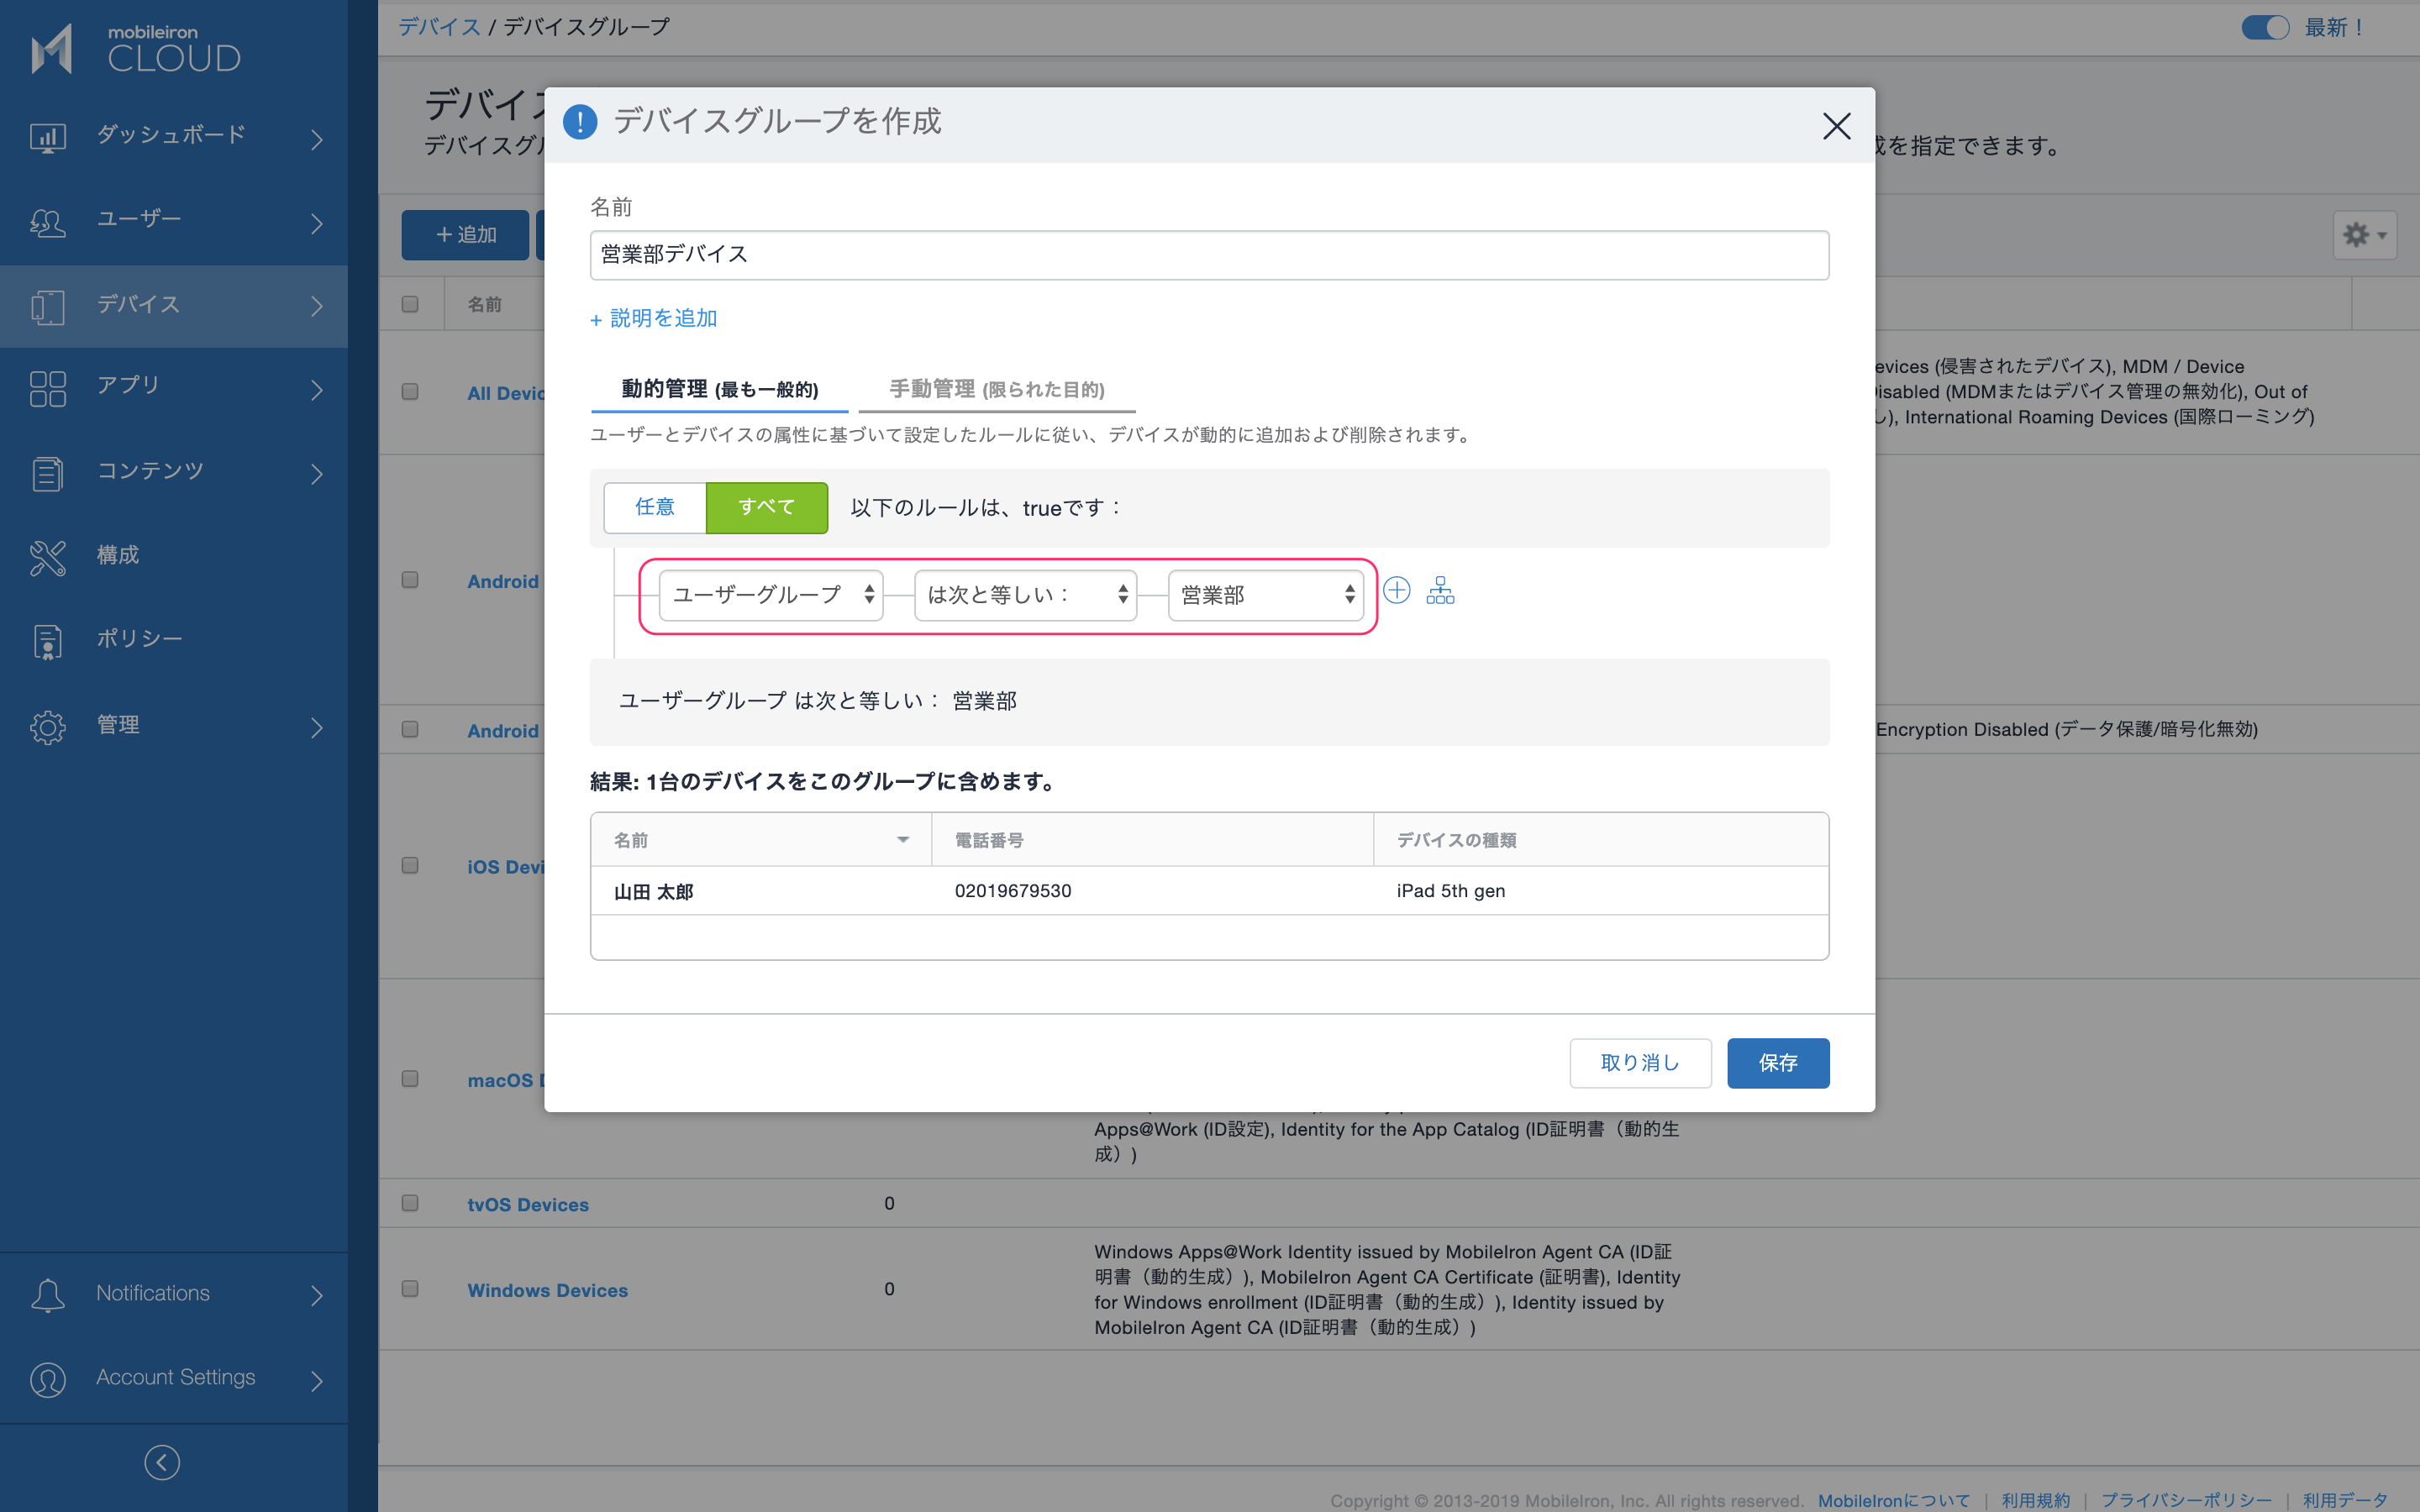 mobileiron
CLOUD
ダッシュボード
ユーザー
デバイス
アプリ
コンテンツ
構成
ポリシー
管理
Notifications
Account Settings
デバイス / デバイスグループ
最新！
デバイス
デバイスグル
成を指定できます。
＋追加
名前
All Devic
evices (侵害されたデバイス), MDM / Device
isabled (MDMまたはデバイス管理の無効化), Out of
し), International Roaming Devices (国際ローミング)
Android
Android
Encryption Disabled (データ保護/暗号化無効)
iOS Devi
macOS D
Apps@Work (ID設定), Identity for the App Catalog (ID証明書（動的生
成）)
tvOS Devices 0
Windows Devices 0
Windows Apps@Work Identity issued by MobileIron Agent CA (ID証
明書（動的生成）), MobileIron Agent CA Certificate (証明書), Identity
for Windows enrollment (ID証明書（動的生成）), Identity issued by
MobileIron Agent CA (ID証明書（動的生成）)
! デバイスグループを作成
名前
営業部デバイス
+ 説明を追加
動的管理 (最も一般的) 手動管理 (限られた目的)
ユーザーとデバイスの属性に基づいて設定したルールに従い、デバイスが動的に追加および削除されます。
任意 すべて 以下のルールは、trueです：
ユーザーグループ は次と等しい： 営業部
ユーザーグループ は次と等しい： 営業部
結果: 1台のデバイスをこのグループに含めます。
名前 電話番号 デバイスの種類
山田 太郎 02019679530 iPad 5th gen
取り消し 保存
Copyright © 2013-2019 MobileIron, Inc. All rights reserved. MobileIronについて | 利用規約 | プライバシーポリシー | 利用データ